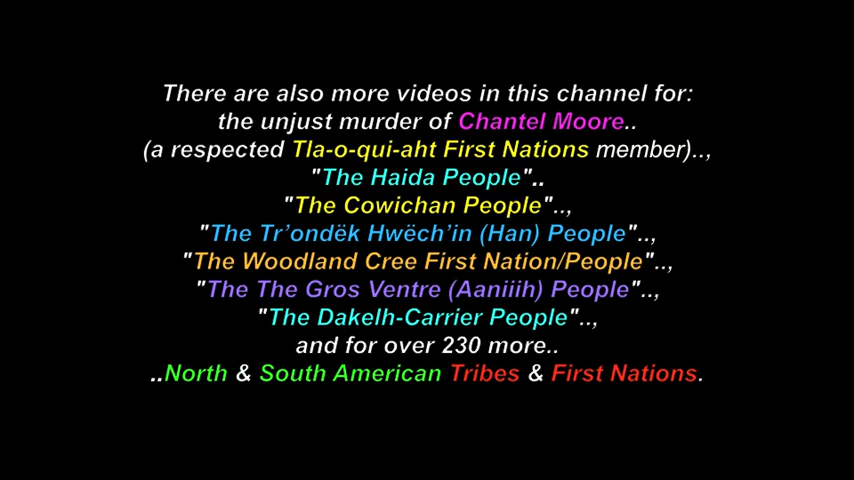 There are also more videos in this channel for:
the unjust murder of Chantel Moore..
(a respected Tla-o-qui-aht First Nations member)..,
"The Haida People"..
"The Cowichan People"..,
"The Tr’ondëk Hwëch’in (Han) People"..,
"The Woodland Cree First Nation/People"..,
"The The Gros Ventre (Aaniiih) People"..,
"The Dakelh-Carrier People"..,
and for over 230 more..
..North & South American Tribes & First Nations.